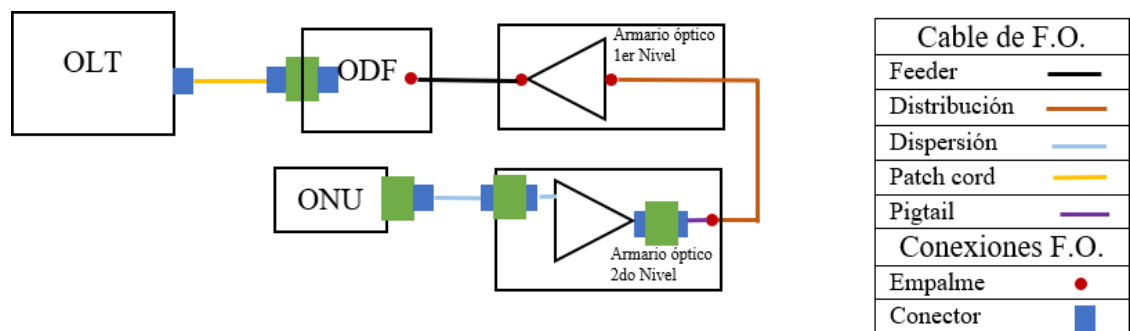 OLT
ODF
Armario óptico
1er Nivel
ONU
Armario óptico
2do Nivel
Cable de F.O.
Feeder
Distribución
Dispersión
Patch cord
Pigtail
Conexiones F.O.
Empalme
Conector